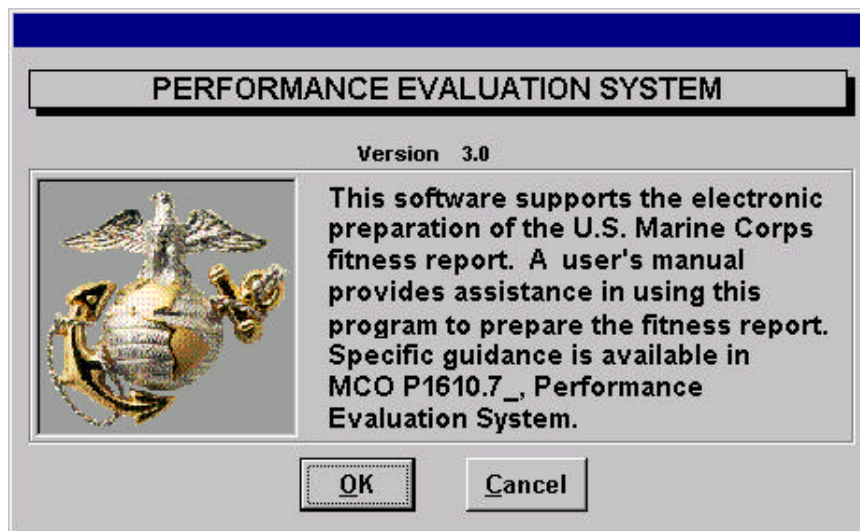 PERFORMANCE EVALUATION SYSTEM
Version 3.0
This software supports the electronic
preparation of the U.S. Marine Corps
fitness report. A user's manual
provides assistance in using this
program to prepare the fitness report.
Specific guidance is available in
MCO P1610.7_, Performance
Evaluation System.
OK
Cancel